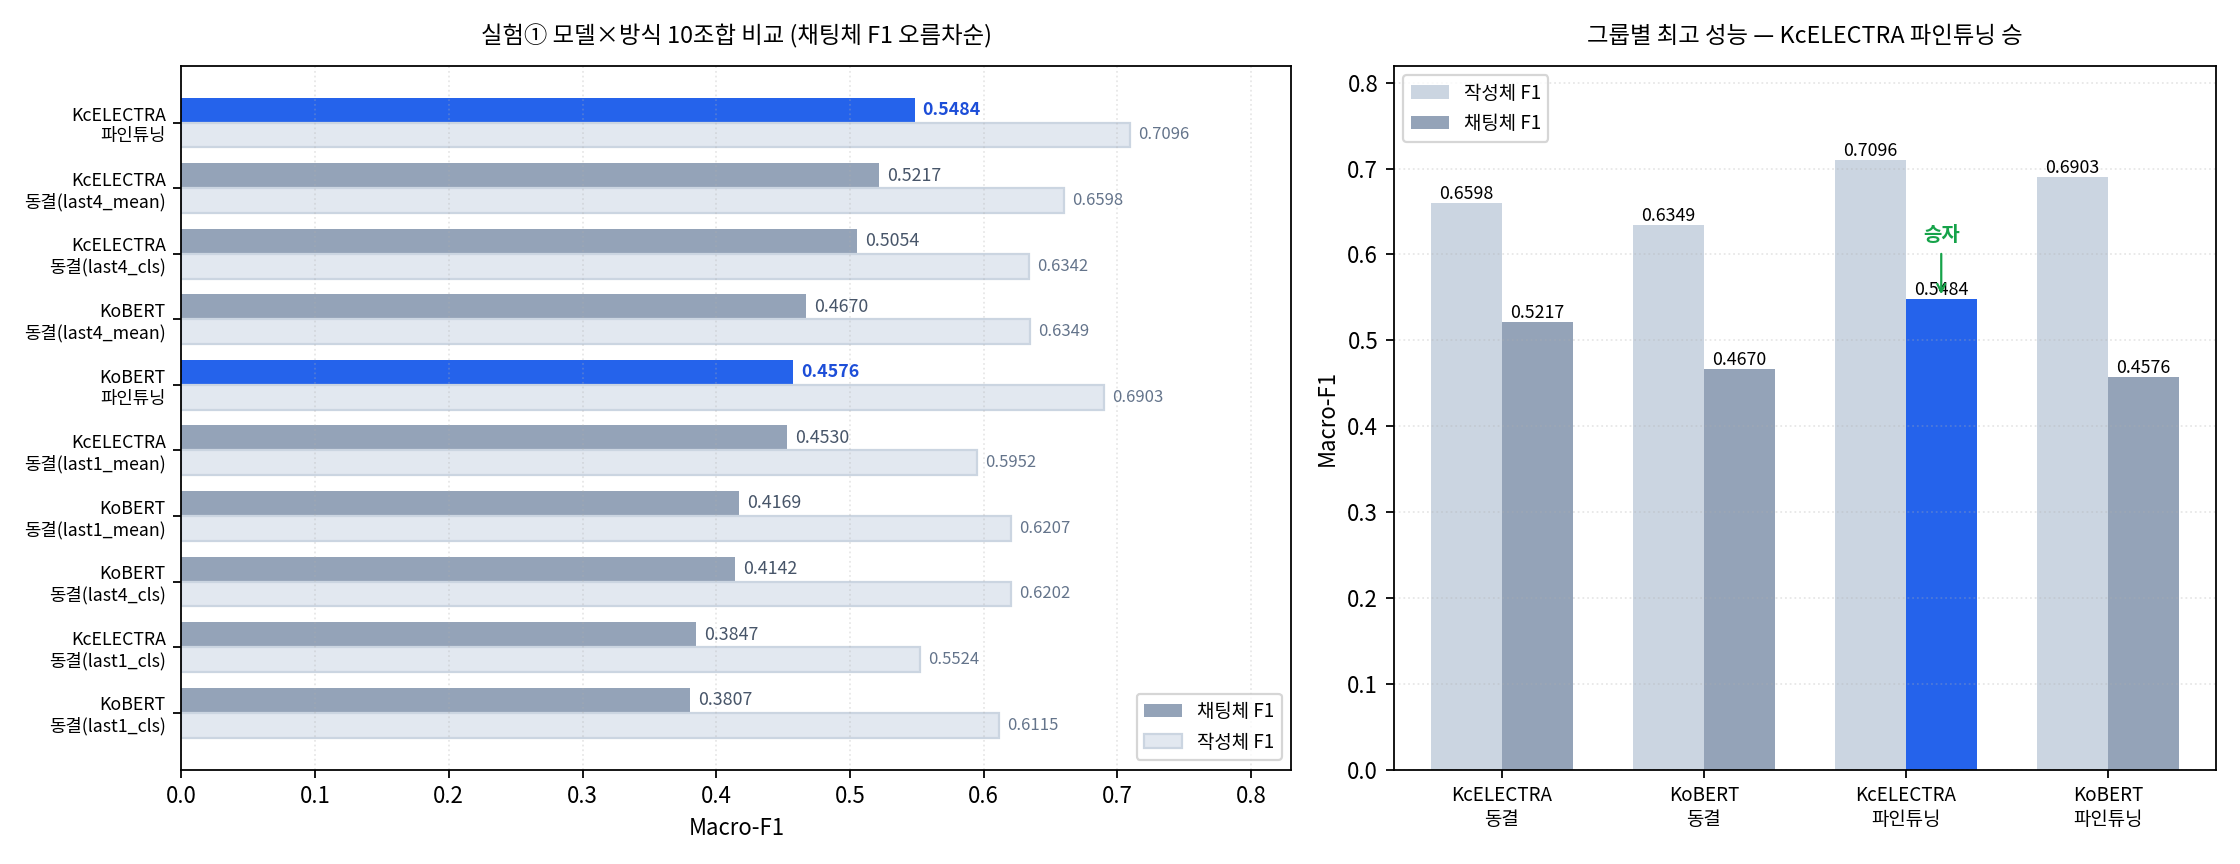 실험① 모델×방식 10조합 비교 (채팅체 F1 오름차순)
KcELECTRA
파인튜닝
0.5484
0.7096
KcELECTRA
동결(last4_mean)
0.5217
0.6598
KcELECTRA
동결(last4_cls)
0.5054
0.6342
KoBERT
동결(last4_mean)
0.4670
0.6349
KoBERT
파인튜닝
0.4576
0.6903
KcELECTRA
동결(last1_mean)
0.4530
0.5952
KoBERT
동결(last1_mean)
0.4169
0.6207
KoBERT
동결(last4_cls)
0.4142
0.6202
KcELECTRA
동결(last1_cls)
0.3847
0.5524
KoBERT
동결(last1_cls)
0.3807
0.6115
채팅체 F1
작성체 F1
0.0 0.1 0.2 0.3 0.4 0.5 0.6 0.7 0.8
Macro-F1
그룹별 최고 성능 — KcELECTRA 파인튜닝 승
작성체 F1
채팅체 F1
0.8
0.7
0.6
0.5
0.4
0.3
0.2
0.1
0.0
Macro-F1
0.6598
0.5217
0.6349
0.4670
0.7096
승자
0.5484
0.6903
0.4576
KcELECTRA
동결
KoBERT
동결
KcELECTRA
파인튜닝
KoBERT
파인튜닝